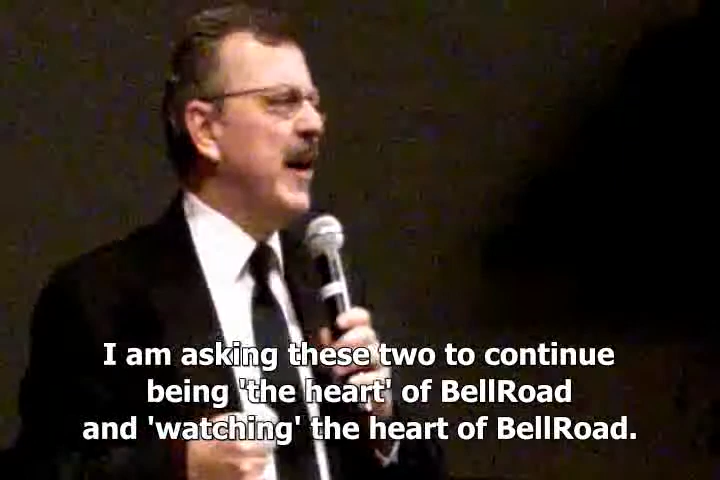 I am asking these two to continue
being 'the heart' of BellRoad
and 'watching' the heart of BellRoad.